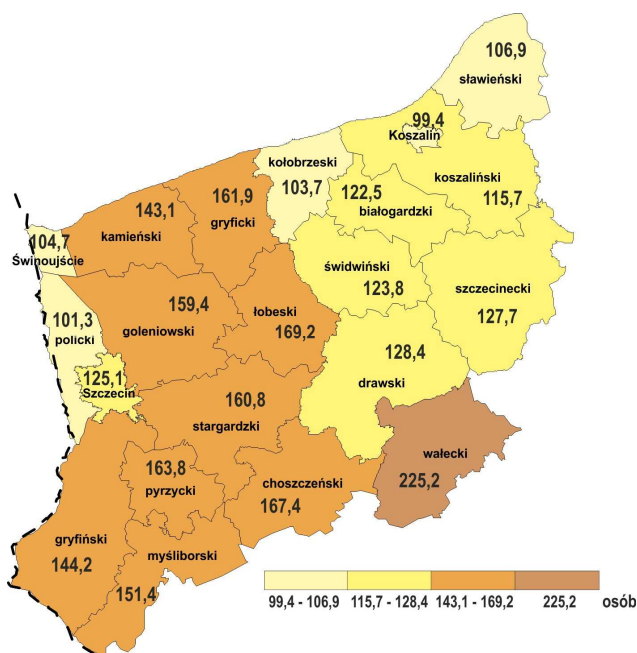 106,9
sławieński
99,4
Koszalin
kołobrzeski
103,7
koszaliński
115,7
122,5
białogardzki
161,9
gryficki
143,1
kamieński
104,7
Świnoujście
świdwiński
123,8
szczecinecki
127,7
159,4
goleniowski
łobeski
169,2
101,3
policki
125,1
Szczecin
128,4
drawski
160,8
stargardzki
wałecki
225,2
163,8
pyrzycki
choszczeński
167,4
gryfiński
144,2
myśliborski
151,4
99,4 - 106,9 115,7 - 128,4 143,1 - 169,2 225,2 osób